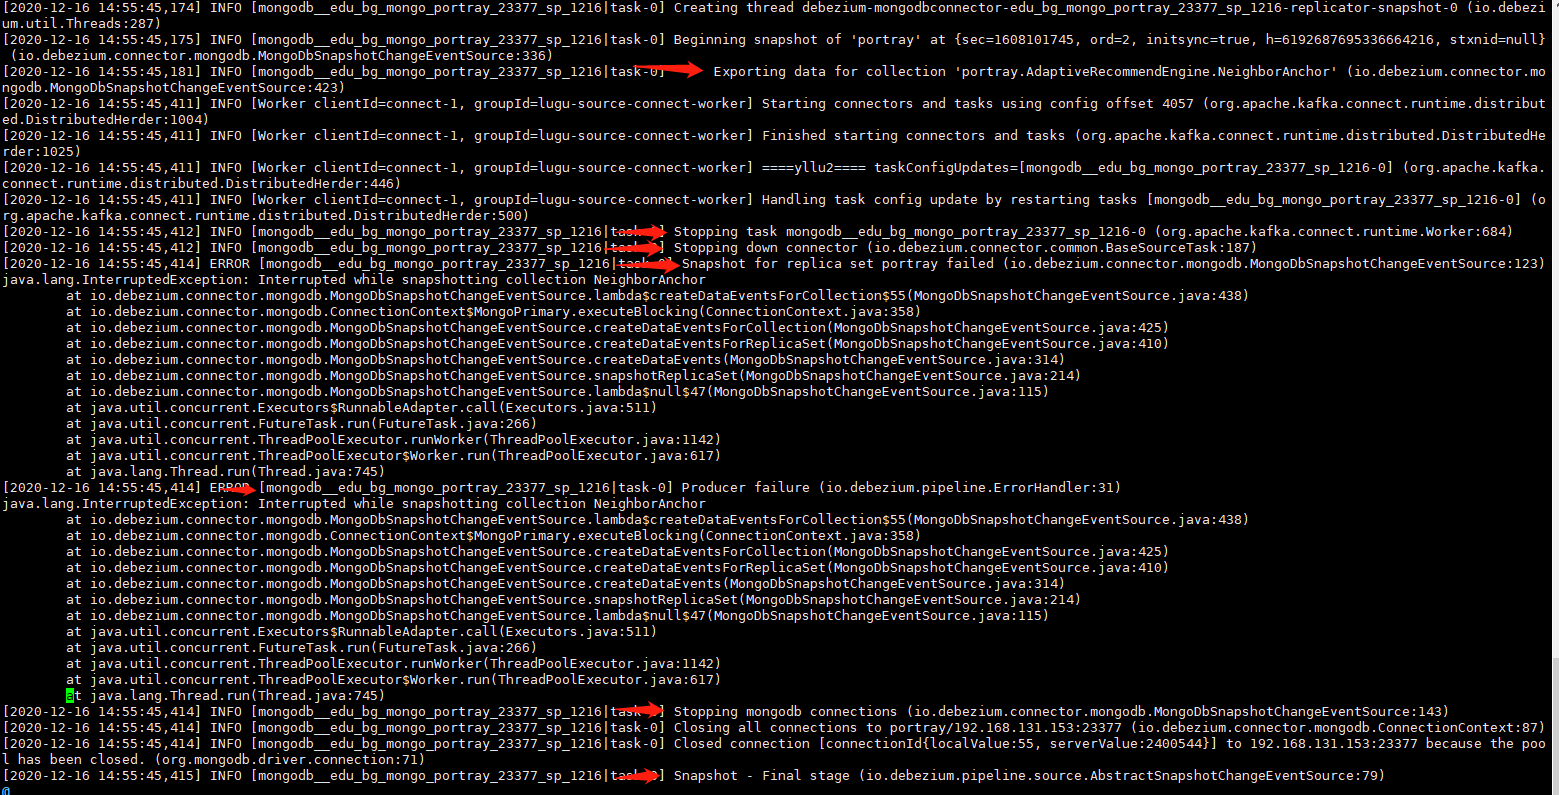 [2020-12-16 14:55:45,174] INFO [mongodb__edu_bg_mongo_portray_23377_sp_1216|task-0] Creating thread debezium-mongodbconnector-edu_bg_mongo_portray_23377_sp_1216-replicator-snapshot-0 (io.debezi
um.util.Threads:287)
[2020-12-16 14:55:45,175] INFO [mongodb__edu_bg_mongo_portray_23377_sp_1216|task-0] Beginning snapshot of 'portray' at {sec=1608101745, ord=2, initsync=true, h=6192687695336664216, stxnid=null}
(io.debezium.connector.mongodb.MongoDbSnapshotChangeEventSource:336)
[2020-12-16 14:55:45,181] INFO [mongodb__edu_bg_mongo_portray_23377_sp_1216|task-0] Exporting data for collection 'portray.AdaptiveRecommendEngine.NeighborAnchor' (io.debezium.connector.mo
ngodb.MongoDbSnapshotChangeEventSource:423)
[2020-12-16 14:55:45,411] INFO [Worker clientId=connect-1, groupId=lugu-source-connect-worker] Starting connectors and tasks using config offset 4057 (org.apache.kafka.connect.runtime.distribut
ed.DistributedHerder:1004)
[2020-12-16 14:55:45,411] INFO [Worker clientId=connect-1, groupId=lugu-source-connect-worker] Finished starting connectors and tasks (org.apache.kafka.connect.runtime.distributed.DistributedHe
rder:1025)
[2020-12-16 14:55:45,411] INFO [Worker clientId=connect-1, groupId=lugu-source-connect-worker] ====yllu2==== taskConfigUpdates=[mongodb__edu_bg_mongo_portray_23377_sp_1216-0] (org.apache.kafka.
connect.runtime.distributed.DistributedHerder:446)
[2020-12-16 14:55:45,411] INFO [Worker clientId=connect-1, groupId=lugu-source-connect-worker] Handling task config update by restarting tasks [mongodb__edu_bg_mongo_portray_23377_sp_1216-0] (o
rg.apache.kafka.connect.runtime.distributed.DistributedHerder:500)
[2020-12-16 14:55:45,412] INFO [mongodb__edu_bg_mongo_portray_23377_sp_1216|task-0] Stopping task mongodb__edu_bg_mongo_portray_23377_sp_1216-0 (org.apache.kafka.connect.runtime.Worker:684)
[2020-12-16 14:55:45,412] INFO [mongodb__edu_bg_mongo_portray_23377_sp_1216|task-0] Stopping down connector (io.debezium.connector.common.BaseSourceTask:187)
[2020-12-16 14:55:45,414] ERROR [mongodb__edu_bg_mongo_portray_23377_sp_1216|task-0] Snapshot for replica set portray failed (io.debezium.connector.mongodb.MongoDbSnapshotChangeEventSource:123)
java.lang.InterruptedException: Interrupted while snapshotting collection NeighborAnchor
at io.debezium.connector.mongodb.MongoDbSnapshotChangeEventSource.lambda$createDataEventsForCollection$55(MongoDbSnapshotChangeEventSource.java:438)
at io.debezium.connector.mongodb.ConnectionContext$MongoPrimary.executeBlocking(ConnectionContext.java:358)
at io.debezium.connector.mongodb.MongoDbSnapshotChangeEventSource.createDataEventsForCollection(MongoDbSnapshotChangeEventSource.java:425)
at io.debezium.connector.mongodb.MongoDbSnapshotChangeEventSource.createDataEventsForReplicaSet(MongoDbSnapshotChangeEventSource.java:410)
at io.debezium.connector.mongodb.MongoDbSnapshotChangeEventSource.createDataEvents(MongoDbSnapshotChangeEventSource.java:314)
at io.debezium.connector.mongodb.MongoDbSnapshotChangeEventSource.snapshotReplicaSet(MongoDbSnapshotChangeEventSource.java:214)
at io.debezium.connector.mongodb.MongoDbSnapshotChangeEventSource.lambda$null$47(MongoDbSnapshotChangeEventSource.java:115)
at java.util.concurrent.Executors$RunnableAdapter.call(Executors.java:511)
at java.util.concurrent.FutureTask.run(FutureTask.java:266)
at java.util.concurrent.ThreadPoolExecutor.runWorker(ThreadPoolExecutor.java:1142)
at java.util.concurrent.ThreadPoolExecutor$Worker.run(ThreadPoolExecutor.java:617)
at java.lang.Thread.run(Thread.java:745)
[2020-12-16 14:55:45,414] ERROR [mongodb__edu_bg_mongo_portray_23377_sp_1216|task-0] Producer failure (io.debezium.pipeline.ErrorHandler:31)
java.lang.InterruptedException: Interrupted while snapshotting collection NeighborAnchor
at io.debezium.connector.mongodb.MongoDbSnapshotChangeEventSource.lambda$createDataEventsForCollection$55(MongoDbSnapshotChangeEventSource.java:438)
at io.debezium.connector.mongodb.ConnectionContext$MongoPrimary.executeBlocking(ConnectionContext.java:358)
at io.debezium.connector.mongodb.MongoDbSnapshotChangeEventSource.createDataEventsForCollection(MongoDbSnapshotChangeEventSource.java:425)
at io.debezium.connector.mongodb.MongoDbSnapshotChangeEventSource.createDataEventsForReplicaSet(MongoDbSnapshotChangeEventSource.java:410)
at io.debezium.connector.mongodb.MongoDbSnapshotChangeEventSource.createDataEvents(MongoDbSnapshotChangeEventSource.java:314)
at io.debezium.connector.mongodb.MongoDbSnapshotChangeEventSource.snapshotReplicaSet(MongoDbSnapshotChangeEventSource.java:214)
at io.debezium.connector.mongodb.MongoDbSnapshotChangeEventSource.lambda$null$47(MongoDbSnapshotChangeEventSource.java:115)
at java.util.concurrent.Executors$RunnableAdapter.call(Executors.java:511)
at java.util.concurrent.FutureTask.run(FutureTask.java:266)
at java.util.concurrent.ThreadPoolExecutor.runWorker(ThreadPoolExecutor.java:1142)
at java.util.concurrent.ThreadPoolExecutor$Worker.run(ThreadPoolExecutor.java:617)
at java.lang.Thread.run(Thread.java:745)
[2020-12-16 14:55:45,414] INFO [mongodb__edu_bg_mongo_portray_23377_sp_1216|task-0] Stopping mongodb connections (io.debezium.connector.mongodb.MongoDbSnapshotChangeEventSource:143)
[2020-12-16 14:55:45,414] INFO [mongodb__edu_bg_mongo_portray_23377_sp_1216|task-0] Closing all connections to portray/192.168.131.153:23377 (io.debezium.connector.mongodb.ConnectionContext:87)
[2020-12-16 14:55:45,414] INFO [mongodb__edu_bg_mongo_portray_23377_sp_1216|task-0] Closed connection [connectionId{localValue:55, serverValue:2400544}] to 192.168.131.153:23377 because the poo
l has been closed. (org.mongodb.driver.connection:71)
[2020-12-16 14:55:45,415] INFO [mongodb__edu_bg_mongo_portray_23377_sp_1216|task-0] Snapshot - Final stage (io.debezium.pipeline.source.AbstractSnapshotChangeEventSource:79)
@